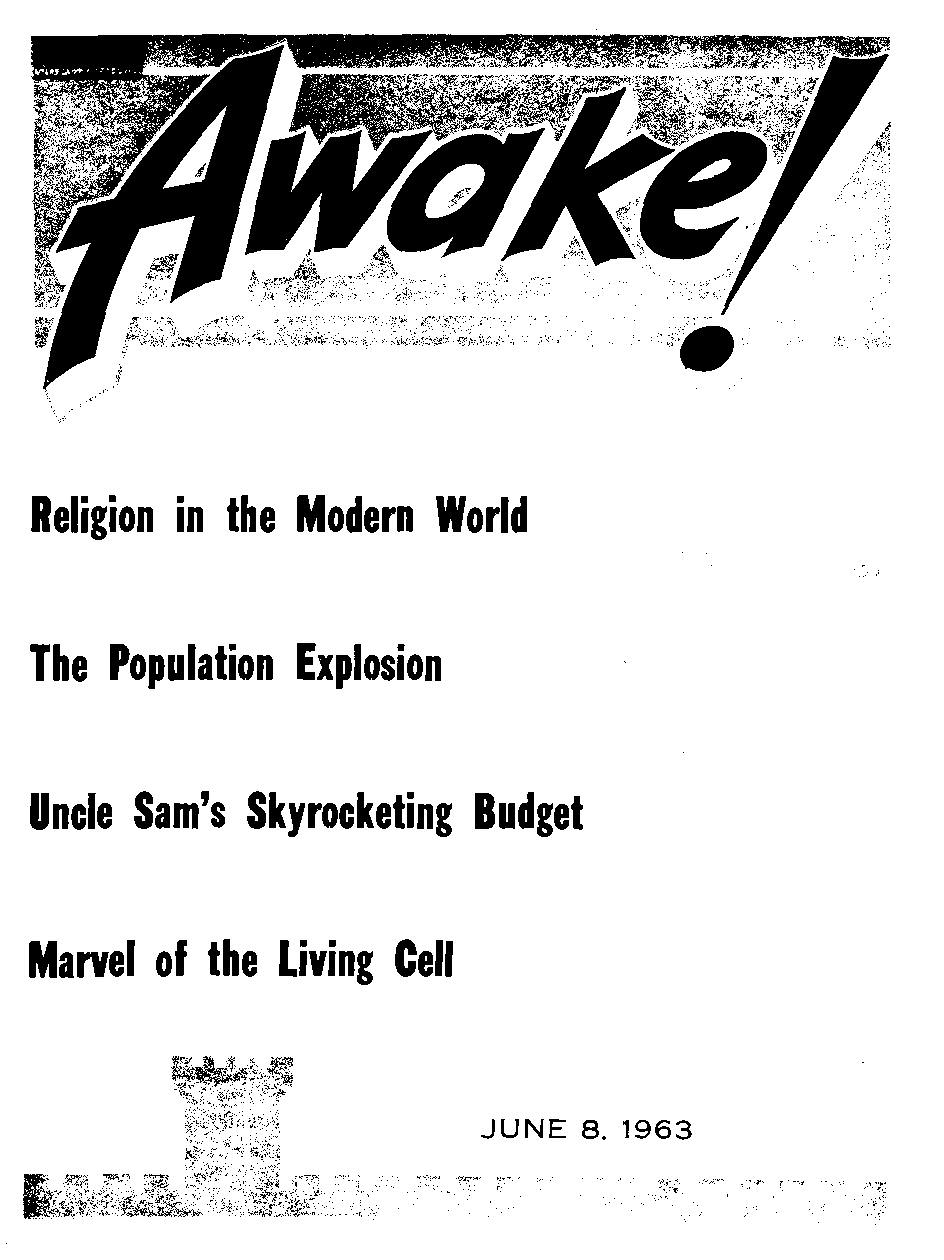 Awake!
Religion in the Modern World
The Population Explosion
Uncle Sam's Skyrocketing Budget
Marvel of the Living Cell
JUNE 8, 1963